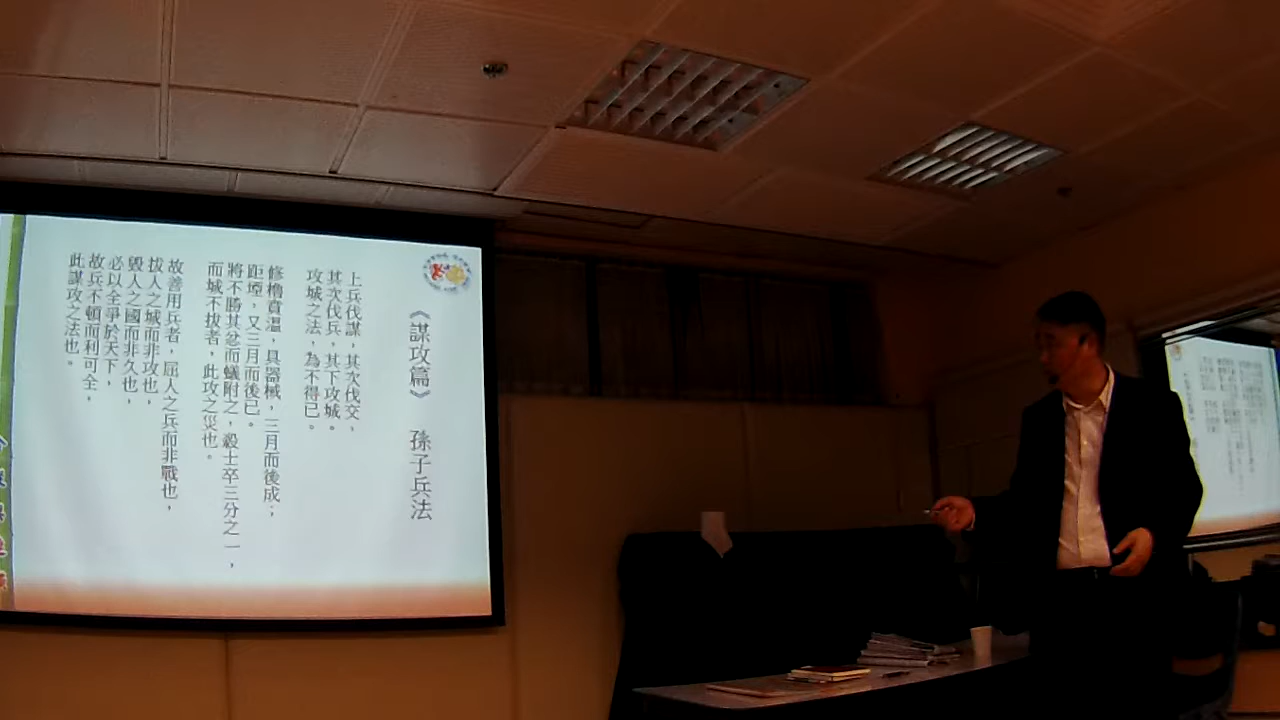 《謀攻篇》 孫子兵法
上兵伐謀，其次伐交、
其次伐兵，其下攻城。
攻城之法，為不得已。
修櫓轒溫，具器械，三月而後成；
距堙，又三月而後已。
將不勝其忿而蟻附之，殺士卒三分之一，
而城不拔者，此攻之災也。
故善用兵者，屈人之兵而非戰也，
拔人之城而非攻也，
毀人之國而非久也，
必以全爭於天下，
故兵不頓而利可全，
此謀攻之法也。